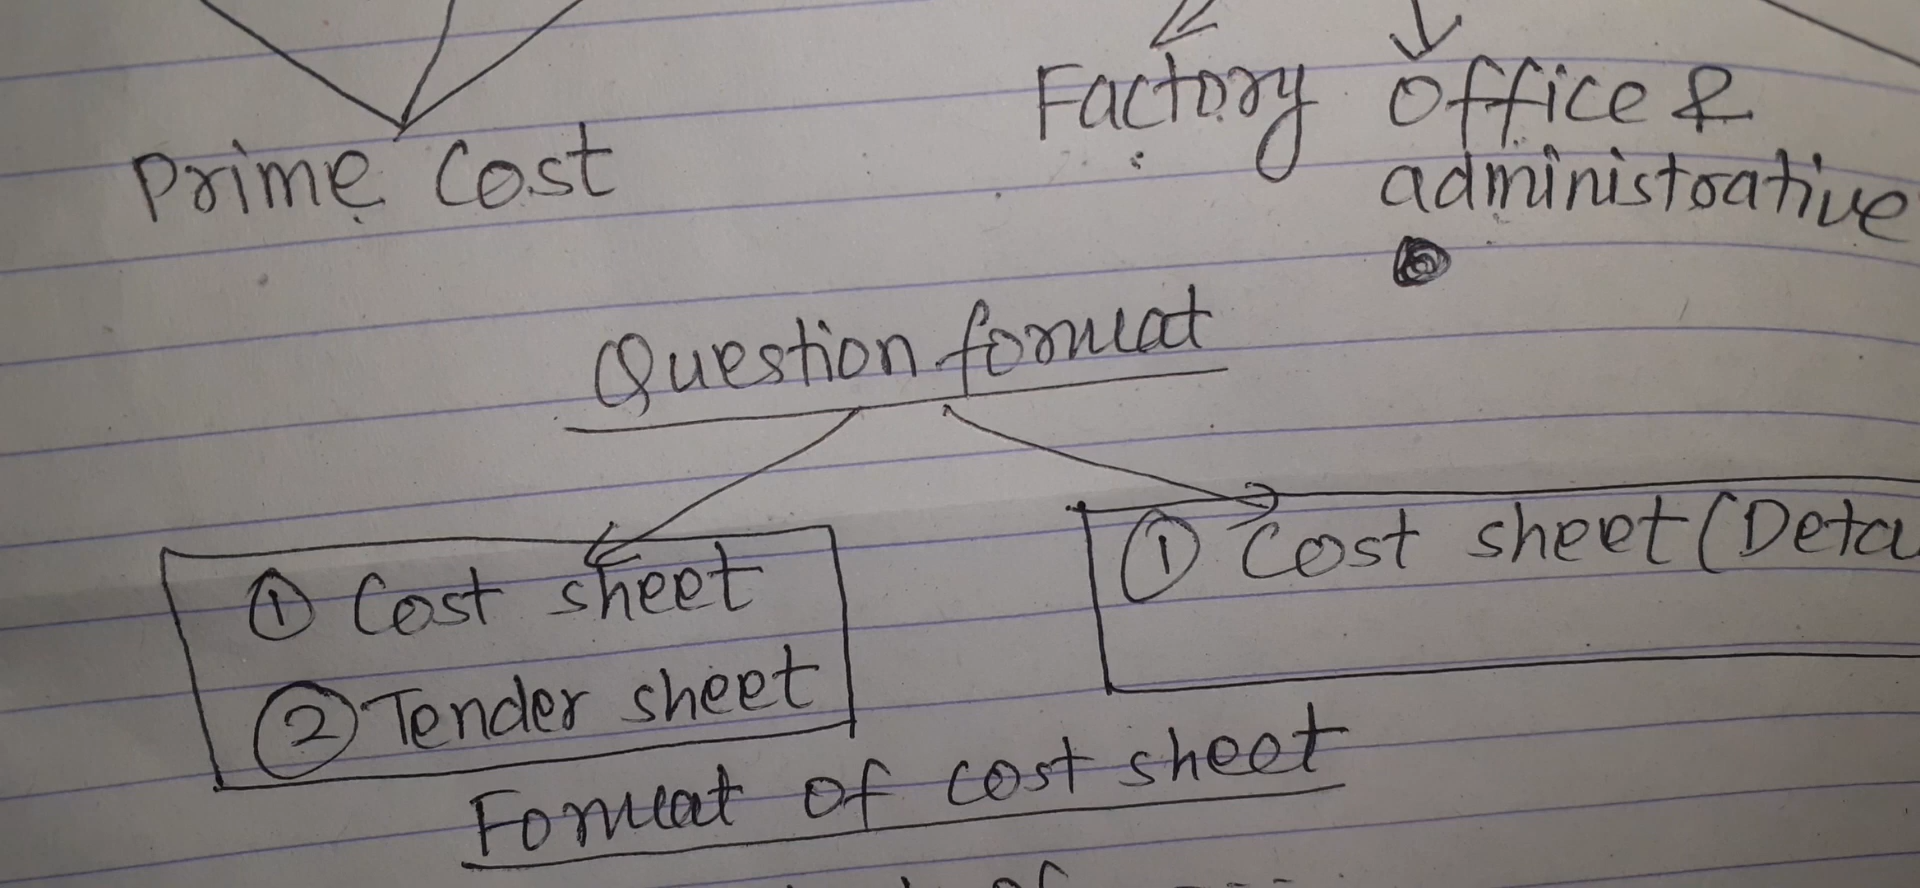 Factory office &
Prime Cost administrative
Question format
① Cost sheet (Deta
① Cost sheet
② Tender sheet
Format of cost sheet